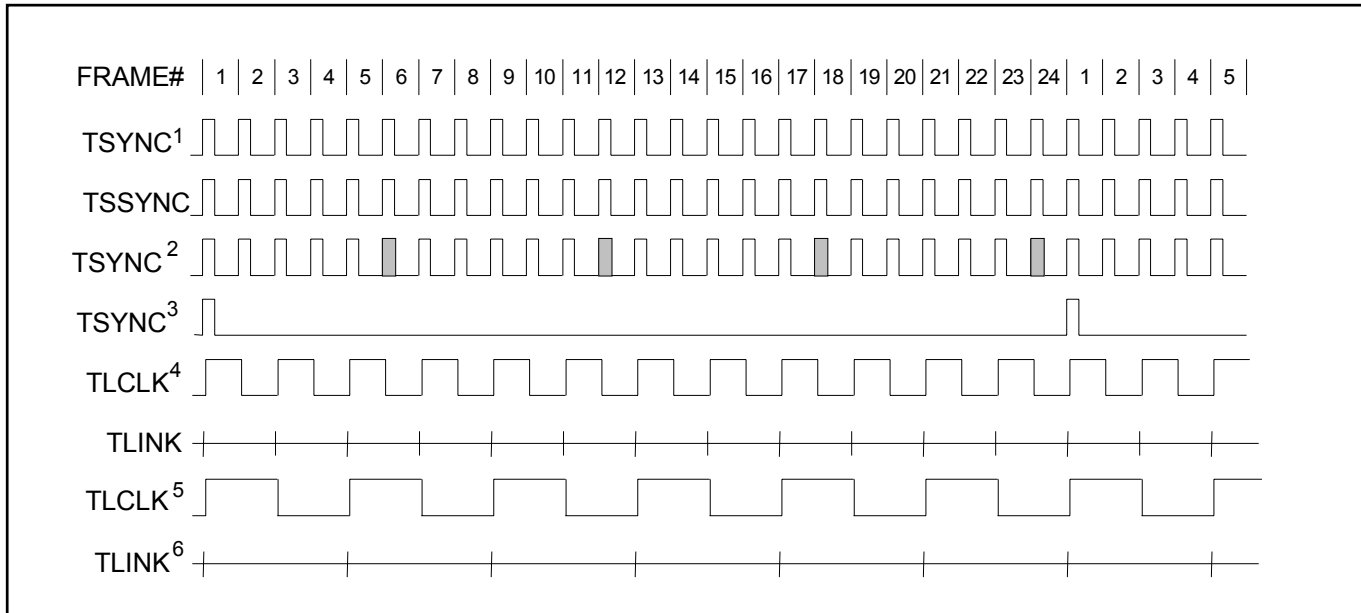 FRAME# 1 2 3 4 5 6 7 8 9 10 11 12 13 14 15 16 17 18 19 20 21 22 23 24 1 2 3 4 5
TSYNC¹
TSSYNC
TSYNC²
TSYNC³
TLCLK⁴
TLINK
TLCLK⁵
TLINK⁶